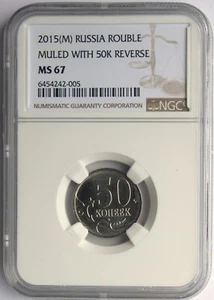 2015(M) RUSSIA ROUBLE
MULED WITH 50K REVERSE
MS 67
6454242-005
NUMISMATIC GUARANTY CORPORATION
NGC
50
КОПЕЕК